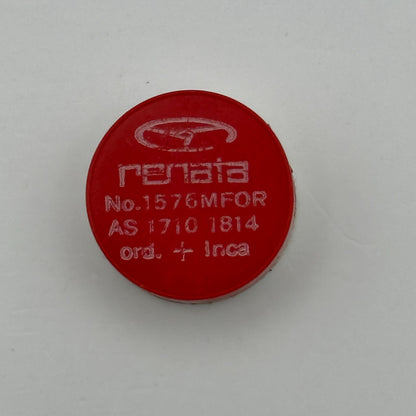 renata
No.1576MFOR
AS 1710 1814
ord. + Inca